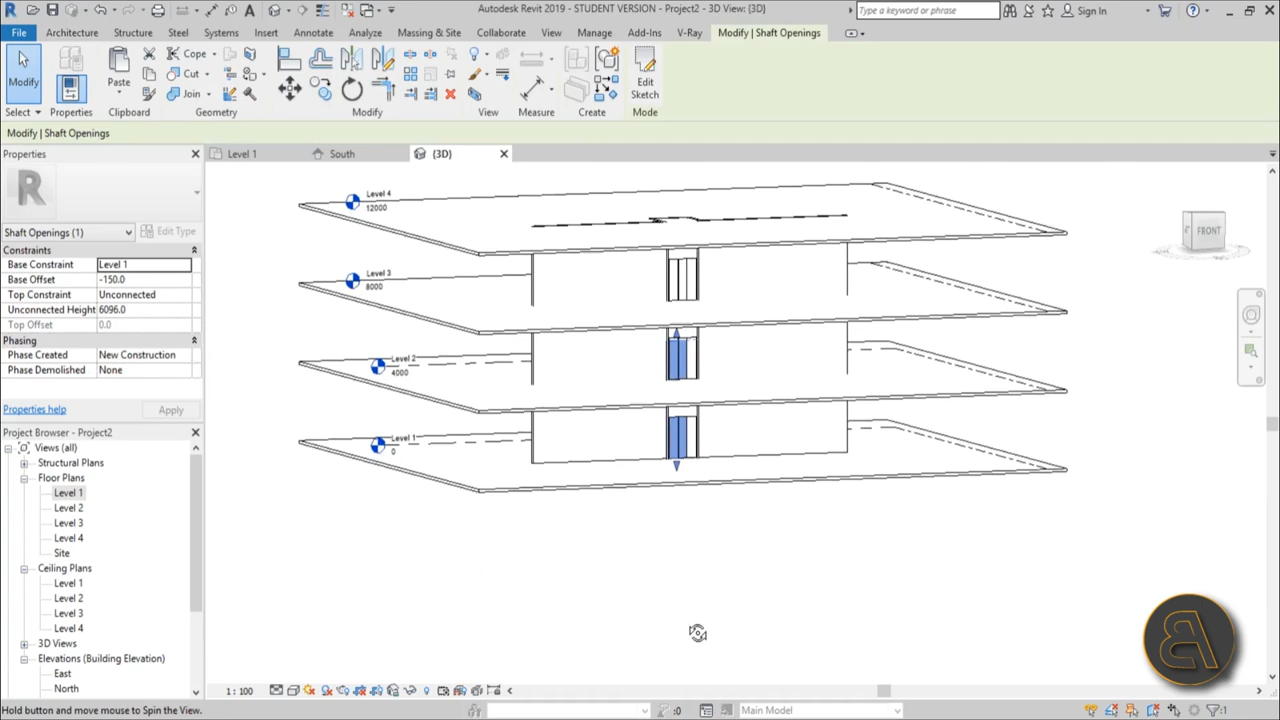 Autodesk Revit 2019 - STUDENT VERSION - Project2 - 3D View: {3D}
Type a keyword or phrase
Sign In
File Architecture Structure Steel Systems Insert Annotate Analyze Massing & Site Collaborate View Manage Add-Ins V-Ray Modify | Shaft Openings
Modify
Paste
Cope
Cut
Join
Edit
Sketch
Select Properties Clipboard Geometry Modify View Measure Create Mode
Modify | Shaft Openings
Properties
Level 1
South
{3D}
R
Shaft Openings (1)
Edit Type
Constraints
Base Constraint Level 1
Base Offset -150.0
Top Constraint Unconnected
Unconnected Height 6096.0
Top Offset 0.0
Phasing
Phase Created New Construction
Phase Demolished None
Properties help
Apply
Project Browser - Project2
Views (all)
Structural Plans
Floor Plans
Level 1
Level 2
Level 3
Level 4
Site
Ceiling Plans
Level 1
Level 2
Level 3
Level 4
3D Views
Elevations (Building Elevation)
East
North
Level 4
12000
Level 3
8000
Level 2
4000
Level 1
0
FRONT
1 : 100
Hold button and move mouse to Spin the View.
:0
Main Model
:1